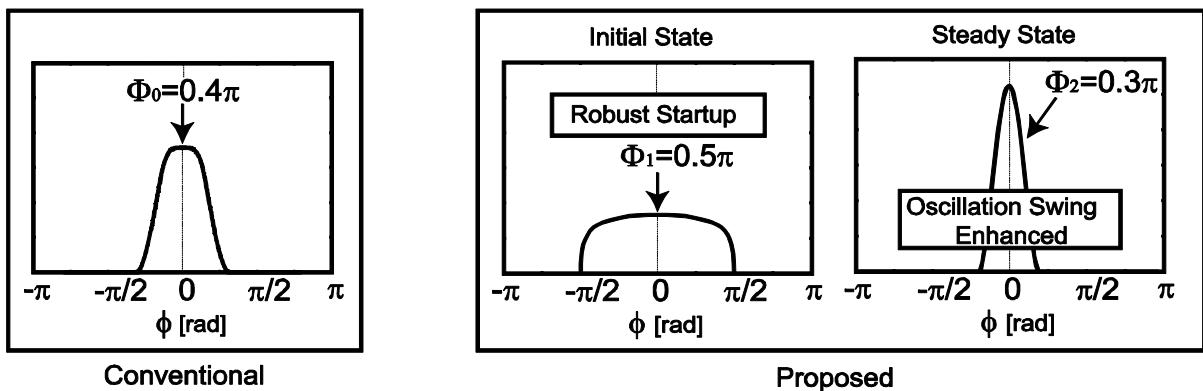 Φ0=0.4π
-π -π/2 0 π/2 π
ϕ [rad]
Conventional
Initial State
Robust Startup
Φ1=0.5π
-π -π/2 0 π/2 π
ϕ [rad]
Steady State
Φ2=0.3π
Oscillation Swing
Enhanced
-π -π/2 0 π/2 π
ϕ [rad]
Proposed